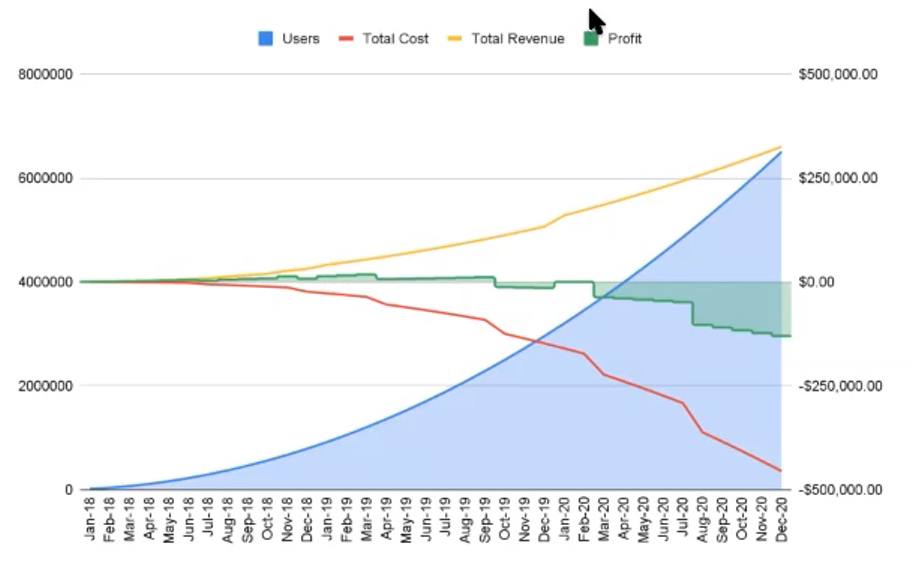 Users Total Cost Total Revenue Profit
8000000 $500,000.00
6000000 $250,000.00
4000000 $0.00
2000000 -$250,000.00
0 -$500,000.00
Jan-18 Feb-18 Mar-18 Apr-18 May-18 Jun-18 Jul-18 Aug-18 Sep-18 Oct-18 Nov-18 Dec-18 Jan-19 Feb-19 Mar-19 Apr-19 May-19 Jun-19 Jul-19 Aug-19 Sep-19 Oct-19 Nov-19 Dec-19 Jan-20 Feb-20 Mar-20 Apr-20 May-20 Jun-20 Jul-20 Aug-20 Sep-20 Oct-20 Nov-20 Dec-20